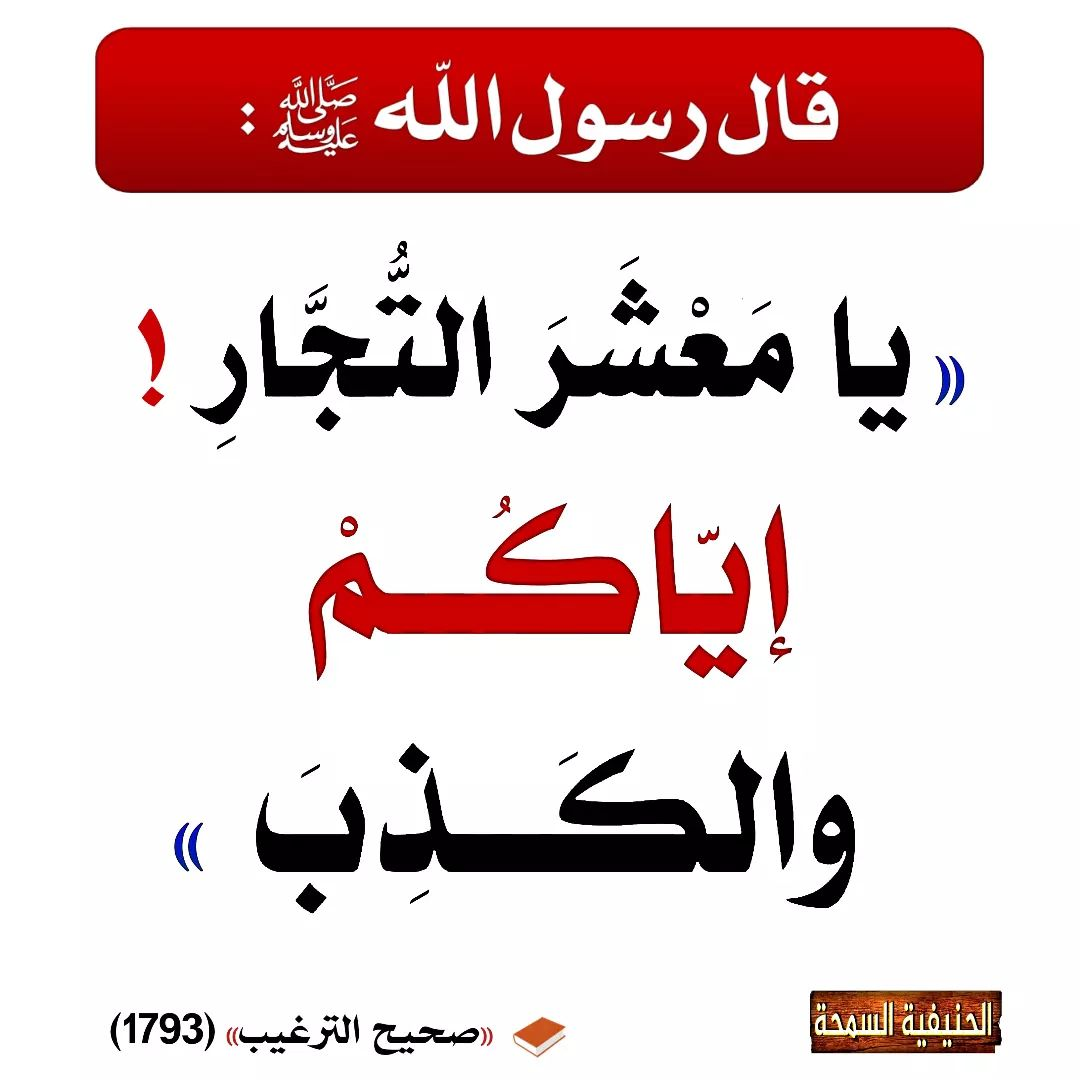 قال رسول الله ﷺ :
« يا مَعْشَرَ التُّجَّارِ !
إيّاكُمْ
والكَذِبَ »
«صحيح الترغيب» (1793)
الحنيفية السمحة